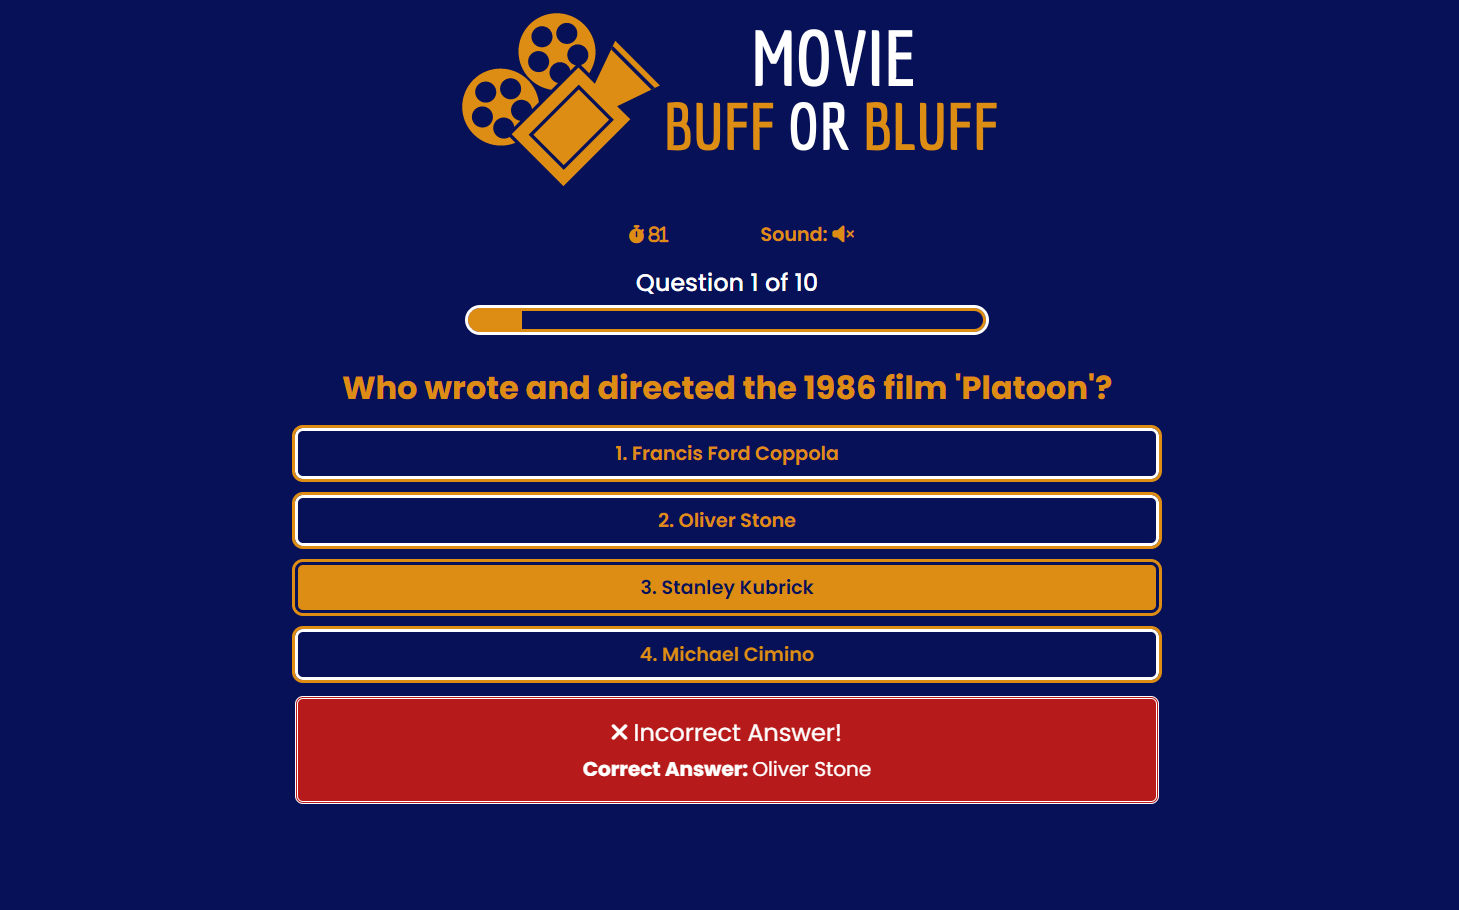 MOVIE
BUFF OR BLUFF
81
Sound:
Question 1 of 10
Who wrote and directed the 1986 film 'Platoon'?
1. Francis Ford Coppola
2. Oliver Stone
3. Stanley Kubrick
4. Michael Cimino
Incorrect Answer!
Correct Answer: Oliver Stone